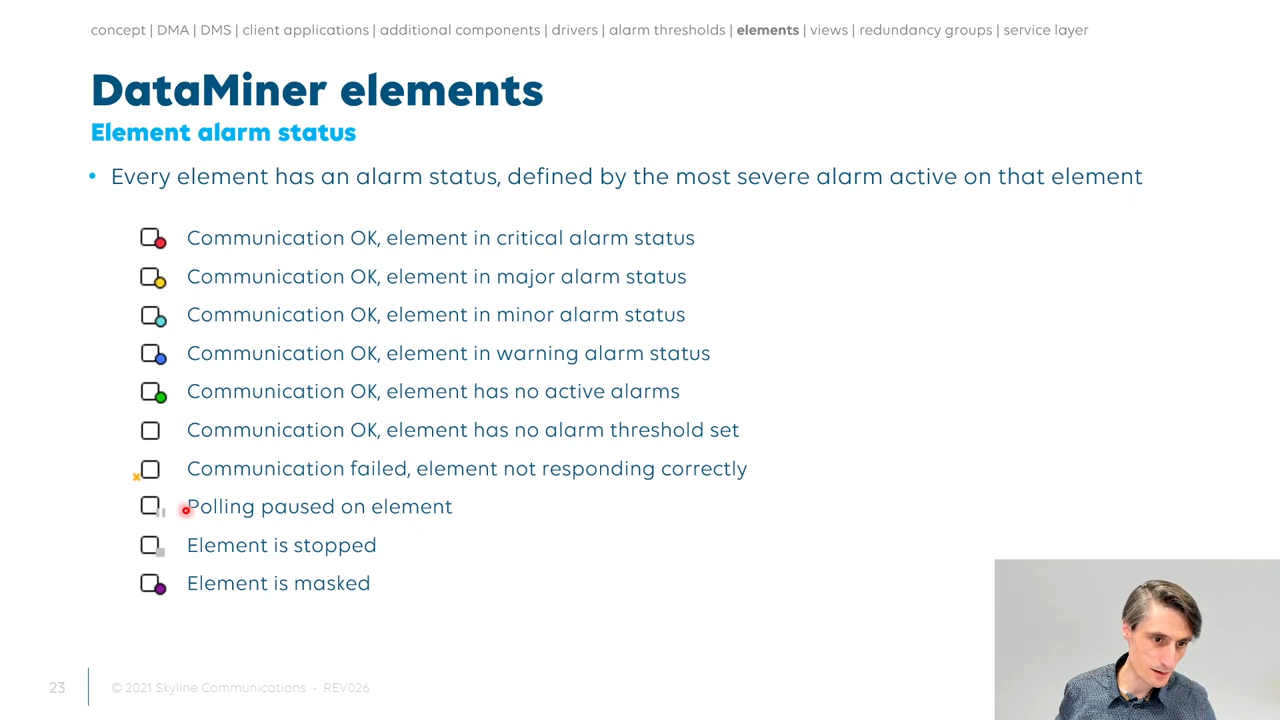 concept | DMA | DMS | client applications | additional components | drivers | alarm thresholds | elements | views | redundancy groups | service layer
DataMiner elements
Element alarm status
• Every element has an alarm status, defined by the most severe alarm active on that element
Communication OK, element in critical alarm status
Communication OK, element in major alarm status
Communication OK, element in minor alarm status
Communication OK, element in warning alarm status
Communication OK, element has no active alarms
Communication OK, element has no alarm threshold set
Communication failed, element not responding correctly
Polling paused on element
Element is stopped
Element is masked
23
© 2021 Skyline Communications - REV026